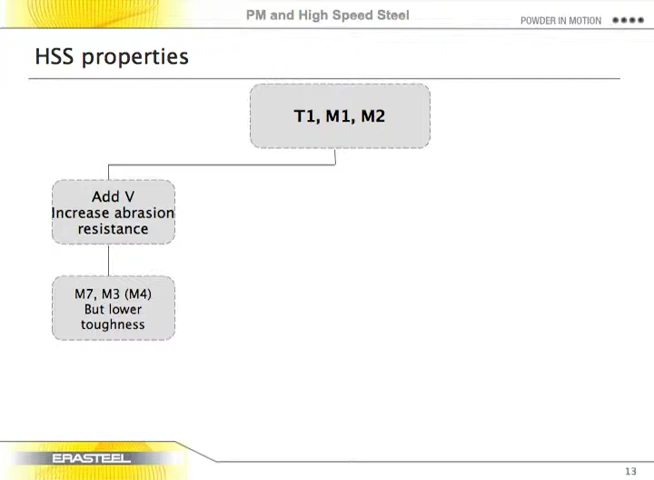 PM and High Speed Steel
POWDER IN MOTION
HSS properties
T1, M1, M2
Add V
Increase abrasion
resistance
M7, M3 (M4)
But lower
toughness
ERASTEEL
13